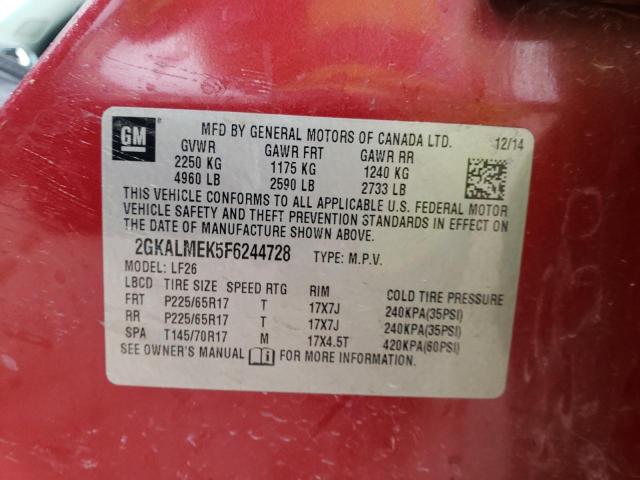 GM MFD BY GENERAL MOTORS OF CANADA LTD. 12/14
GVWR GAWR FRT GAWR RR
2250 KG 1175 KG 1240 KG
4960 LB 2590 LB 2733 LB
THIS VEHICLE CONFORMS TO ALL APPLICABLE U.S. FEDERAL MOTOR
VEHICLE SAFETY AND THEFT PREVENTION STANDARDS IN EFFECT ON
THE DATE OF MANUFACTURE SHOWN ABOVE.
2GKALMEK5F6244728 TYPE: M.P.V.
MODEL: LF26
LBCD TIRE SIZE SPEED RTG RIM COLD TIRE PRESSURE
FRT P225/65R17 T 17X7J 240KPA(35PSI)
RR P225/65R17 T 17X7J 240KPA(35PSI)
SPA T145/70R17 M 17X4.5T 420KPA(60PSI)
SEE OWNER'S MANUAL FOR MORE INFORMATION.